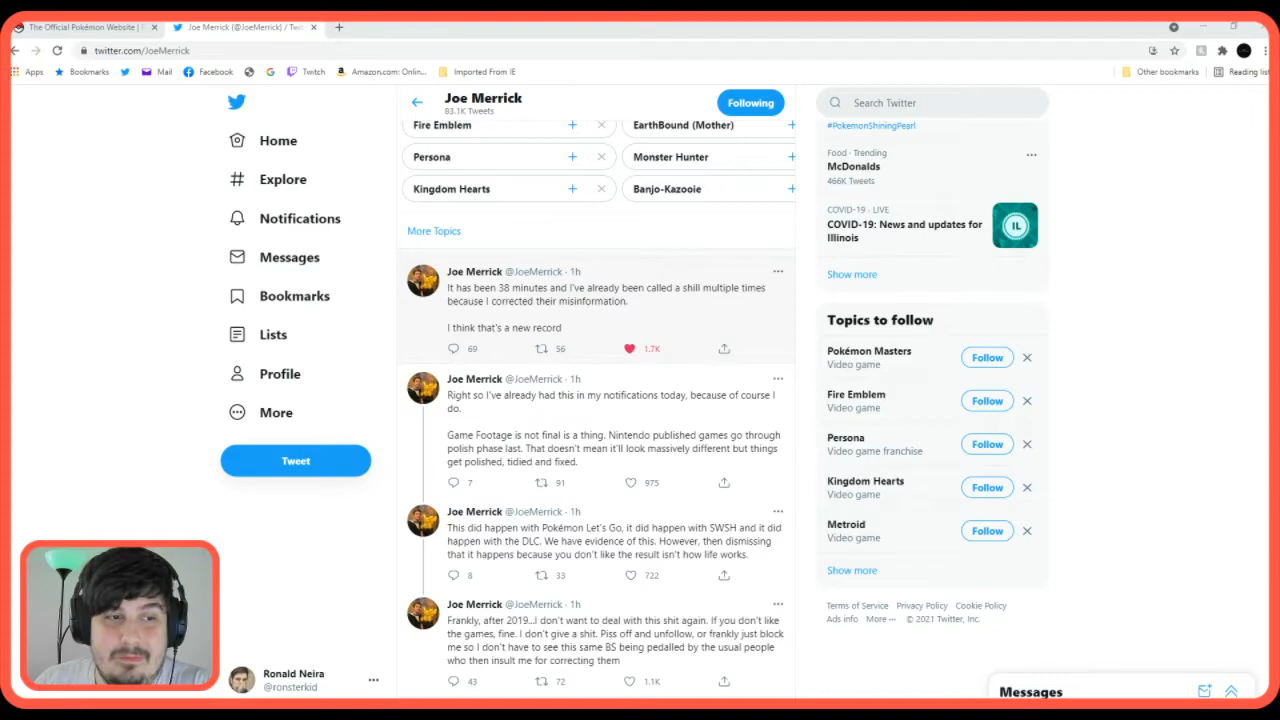 The Official Pokémon Website |
Joe Merrick (@JoeMerrick) / Twi
twitter.com/JoeMerrick
Apps
Bookmarks
Mail
Facebook
Twitch
Amazon.com: Onlin...
Imported From IE
Other bookmarks
Reading list
Home
Explore
Notifications
Messages
Bookmarks
Lists
Profile
More
Tweet
Ronald Neira
@ronsterkid
Joe Merrick
83.1K Tweets
Following
Fire Emblem
EarthBound (Mother)
Persona
Monster Hunter
Kingdom Hearts
Banjo-Kazooie
More Topics
Joe Merrick @JoeMerrick · 1h
It has been 38 minutes and I've already been called a shill multiple times
because I corrected their misinformation.
I think that's a new record
69 56 1.7K
Joe Merrick @JoeMerrick · 1h
Right so I've already had this in my notifications today, because of course I
do.
Game Footage is not final is a thing. Nintendo published games go through
polish phase last. That doesn't mean it'll look massively different but things
get polished, tidied and fixed.
7 91 975
Joe Merrick @JoeMerrick · 1h
This did happen with Pokémon Let's Go, it did happen with SWSH and it did
happen with the DLC. We have evidence of this. However, then dismissing
that it happens because you don't like the result isn't how life works.
8 33 722
Joe Merrick @JoeMerrick · 1h
Frankly, after 2019...I don't want to deal with this shit again. If you don't like
the games, fine. I don't give a shit. Piss off and unfollow, or frankly just block
me so I don't have to see this same BS being pedalled by the usual people
who then insult me for correcting them
43 72 1.1K
Search Twitter
#PokemonShiningPearl
Food · Trending
McDonalds
466K Tweets
COVID-19 · LIVE
COVID-19: News and updates for
Illinois
IL
Show more
Topics to follow
Pokémon Masters
Video game
Follow
Fire Emblem
Video game
Follow
Persona
Video game franchise
Follow
Kingdom Hearts
Video game
Follow
Metroid
Video game
Follow
Show more
Terms of Service Privacy Policy Cookie Policy
Ads info More ··· © 2021 Twitter, Inc.
Messages